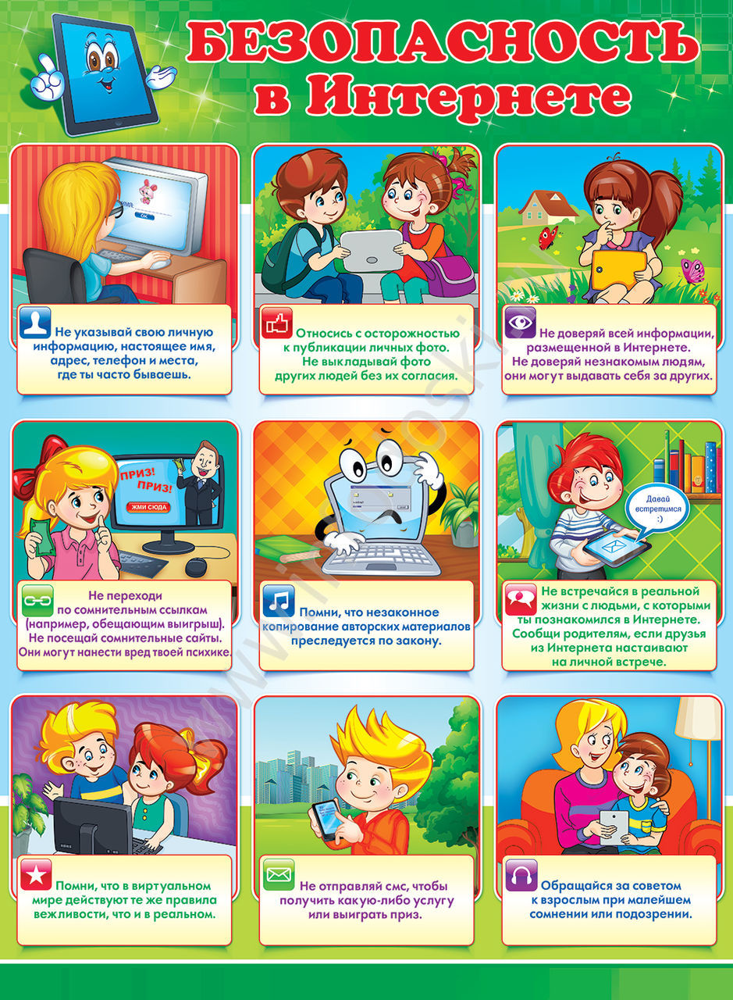 БЕЗОПАСНОСТЬ
в Интернете
ИМЯ:
ОК
Не указывай свою личную
информацию, настоящее имя,
адрес, телефон и места,
где ты часто бываешь.
Относись с осторожностью
к публикации личных фото.
Не выкладывай фото
других людей без их согласия.
Не доверяй всей информации,
размещенной в Интернете.
Не доверяй незнакомым людям,
они могут выдавать себя за других.
ПРИЗ!
ПРИЗ!
ЖМИ СЮДА
Не переходи
по сомнительным ссылкам
(например, обещающим выигрыш).
Не посещай сомнительные сайты.
Они могут нанести вред твоей психике.
Помни, что незаконное
копирование авторских материалов
преследуется по закону.
Давай
встретимся
:)
Не встречайся в реальной
жизни с людьми, с которыми
ты познакомился в Интернете.
Сообщи родителям, если друзья
из Интернета настаивают
на личной встрече.
Помни, что в виртуальном
мире действуют те же правила
вежливости, что и в реальном.
Не отправляй смс, чтобы
получить какую-либо услугу
или выиграть приз.
Обращайся за советом
к взрослым при малейшем
сомнении или подозрении.